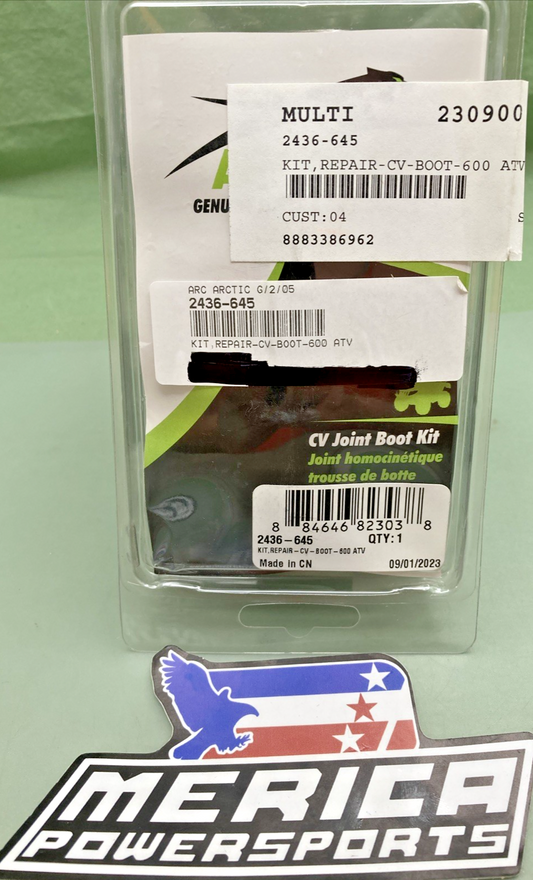 MULTI 230900
2436-645
KIT,REPAIR-CV-BOOT-600 ATV
CUST:04 S
8883386962
A
GENU
ARC ARCTIC G/2/05
2436-645
KIT,REPAIR-CV-BOOT-600 ATV
CV Joint Boot Kit
Joint homocinétique
trousse de botte
8 84646 82303 8
2436-645 QTY:1
KIT,REPAIR-CV-BOOT-600 ATV
Made in CN 09/01/2023
MERICA
POWERSPORTS